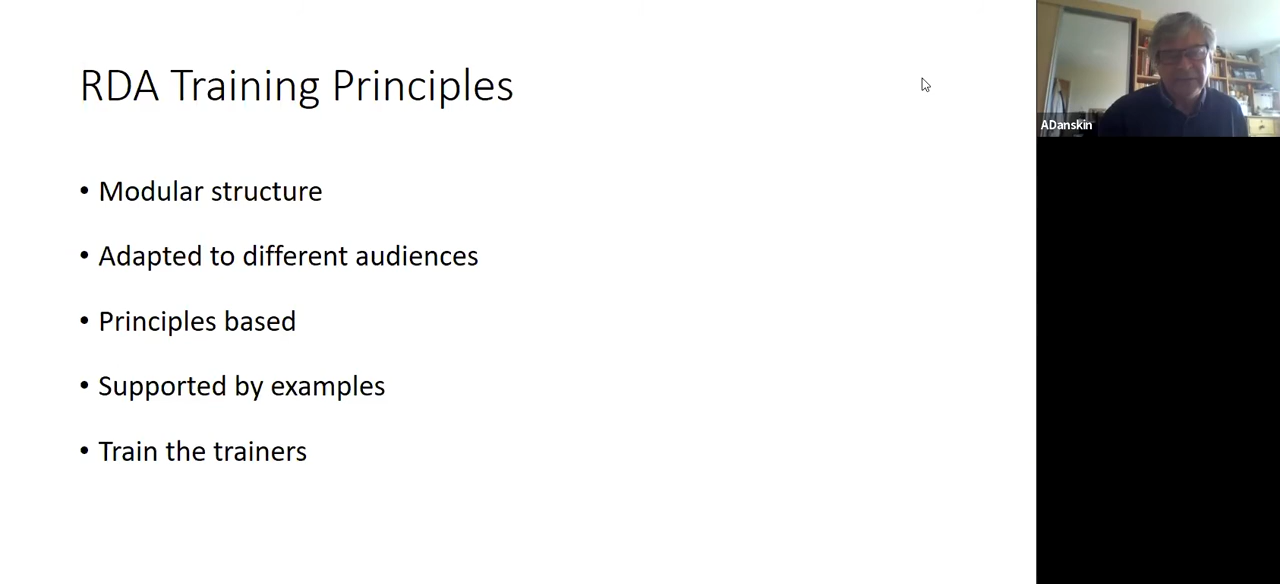 RDA Training Principles
• Modular structure
• Adapted to different audiences
• Principles based
• Supported by examples
• Train the trainers
ADanskin